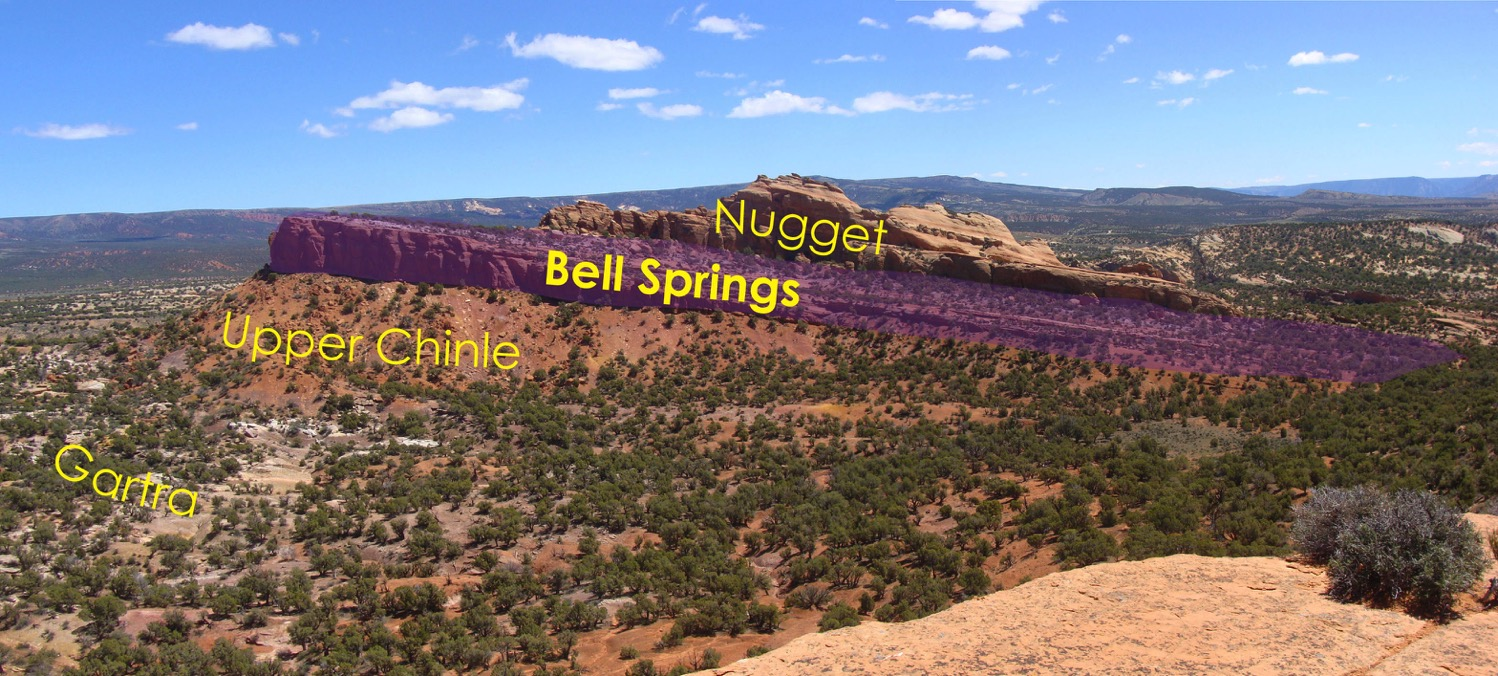 Nugget
Bell Springs
Upper Chinle
Gartra